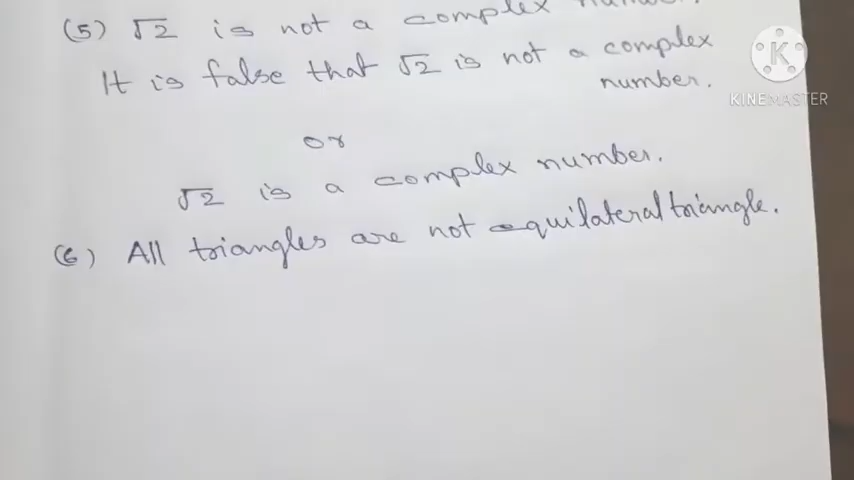 (5) √2 is not a complex number.
It is false that √2 is not a complex
number.
or
√2 is a complex number.
(6) All triangles are not equilateral triangle.
K
KINEMASTER